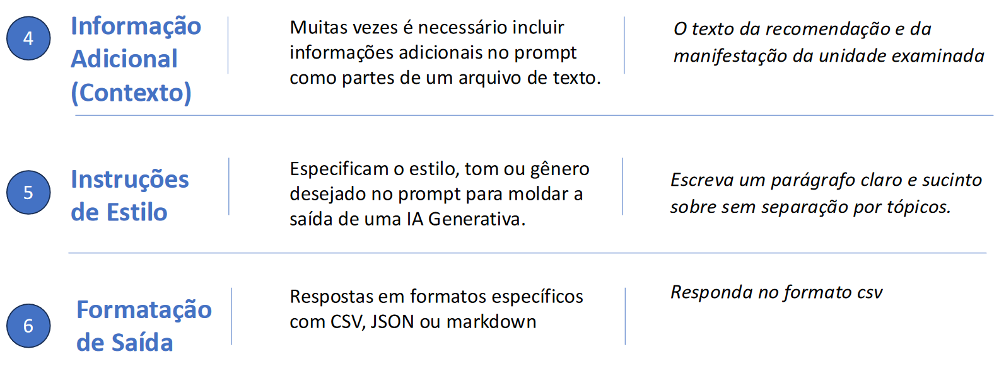 4
Informação
Adicional
(Contexto)
Muitas vezes é necessário incluir
informações adicionais no prompt
como partes de um arquivo de texto.
O texto da recomendação e da
manifestação da unidade examinada
5
Instruções
de Estilo
Especificam o estilo, tom ou gênero
desejado no prompt para moldar a
saída de uma IA Generativa.
Escreva um parágrafo claro e sucinto
sobre sem separação por tópicos.
6
Formatação
de Saída
Respostas em formatos específicos
com CSV, JSON ou markdown
Responda no formato csv